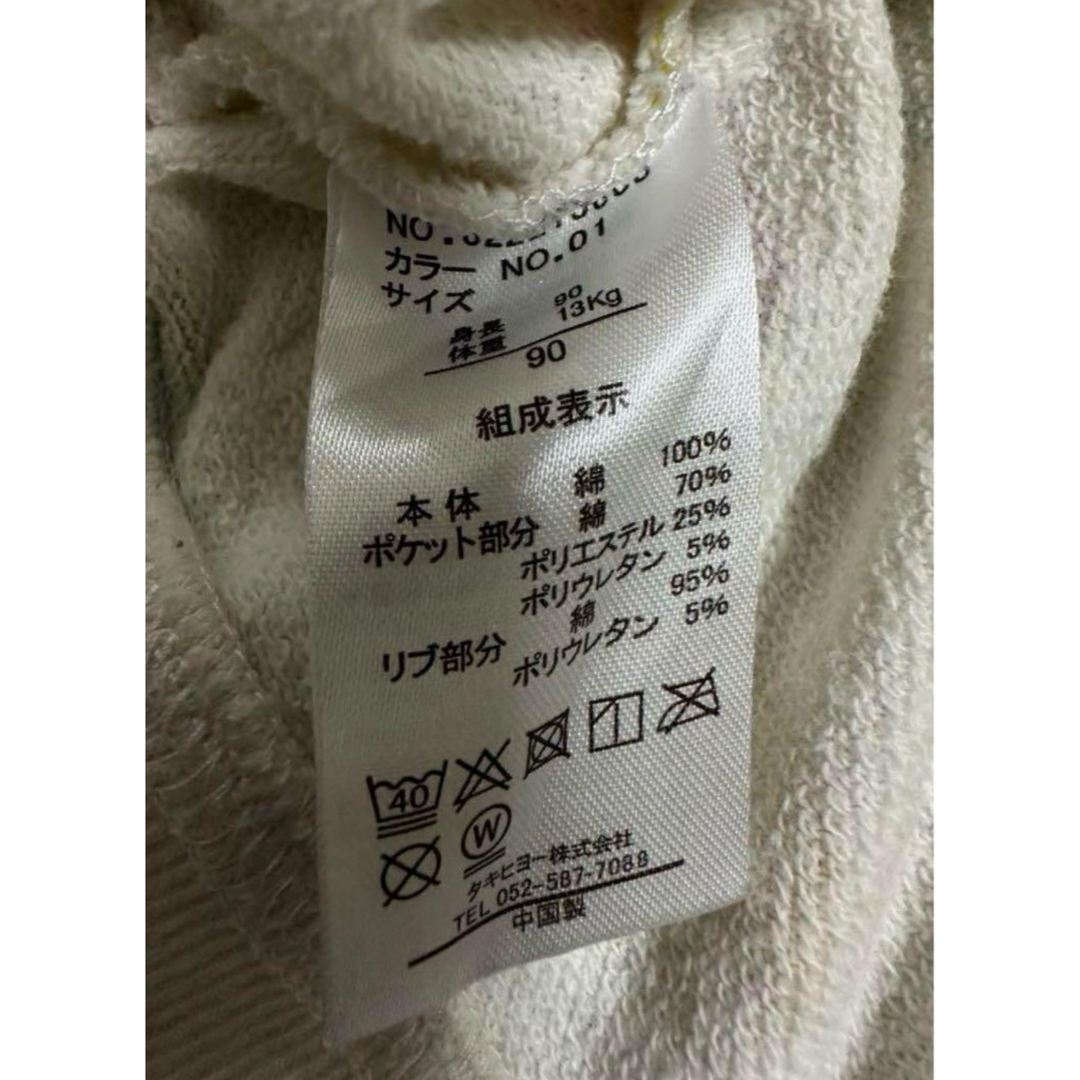 カラー NO.01
サイズ
身長 90
体重 13Kg
90
組成表示
本体 綿 100%
ポケット部分 綿 70%
ポリエステル 25%
ポリウレタン 5%
リブ部分 綿 95%
ポリウレタン 5%
40
W
タキヒヨー株式会社
TEL 052-587-7088
中国製